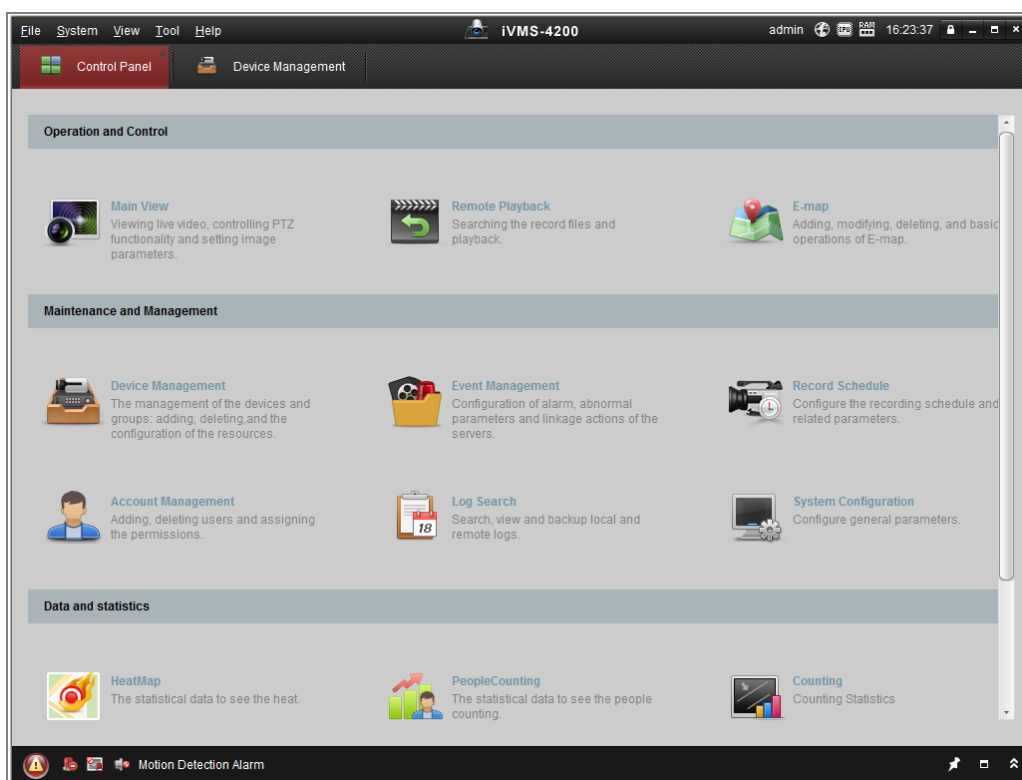 File System View Tool Help iVMS-4200 admin CPU RAM 16:23:37
Control Panel Device Management
Operation and Control
Main View
Viewing live video, controlling PTZ
functionality and setting image
parameters.
Remote Playback
Searching the record files and
playback.
E-map
Adding, modifying, deleting, and basic
operations of E-map.
Maintenance and Management
Device Management
The management of the devices and
groups: adding, deleting,and the
configuration of the resources.
Event Management
Configuration of alarm, abnormal
parameters and linkage actions of the
servers.
Record Schedule
Configure the recording schedule and
related parameters.
Account Management
Adding, deleting users and assigning
the permissions.
18
Log Search
Search, view and backup local and
remote logs.
System Configuration
Configure general parameters.
Data and statistics
HeatMap
The statistical data to see the heat.
PeopleCounting
The statistical data to see the people
counting.
Counting
Counting Statistics
Motion Detection Alarm